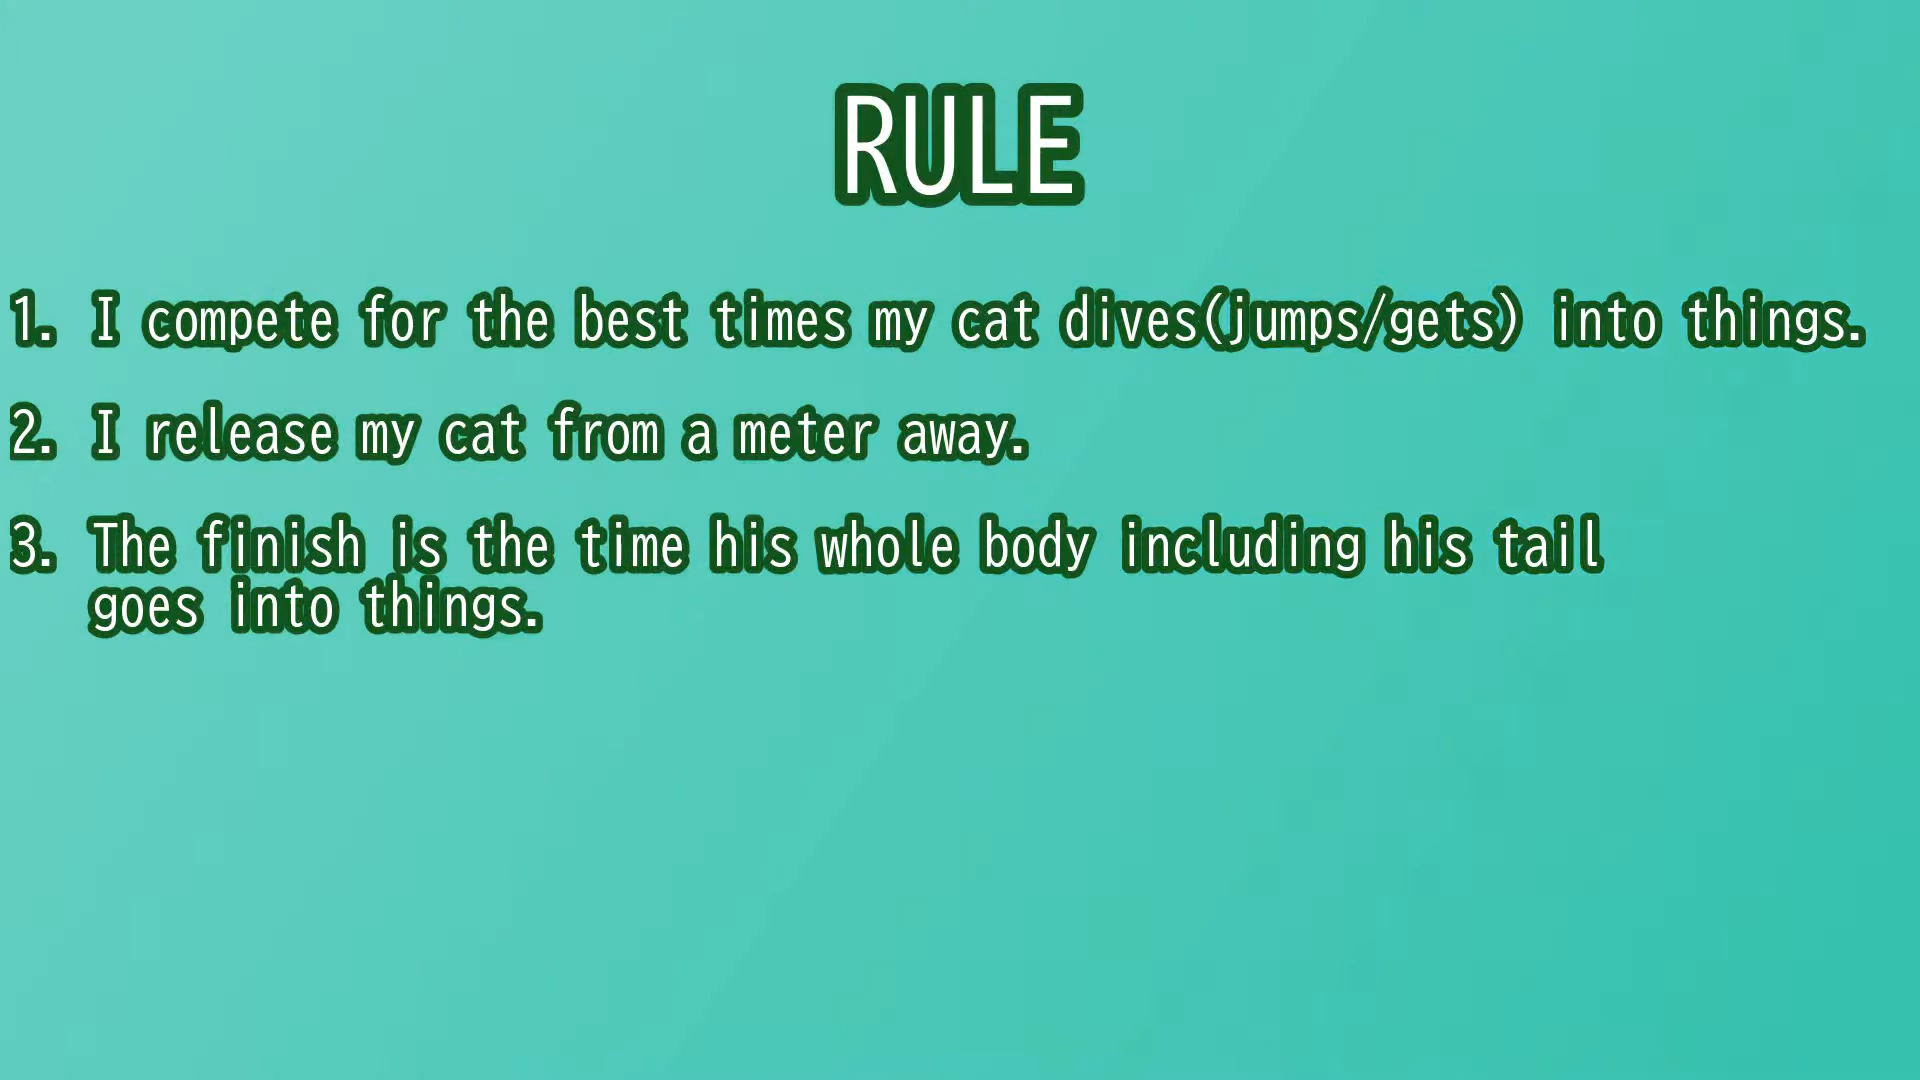 RULE
1. I compete for the best times my cat dives(jumps/gets) into things.
2. I release my cat from a meter away.
3. The finish is the time his whole body including his tail
goes into things.